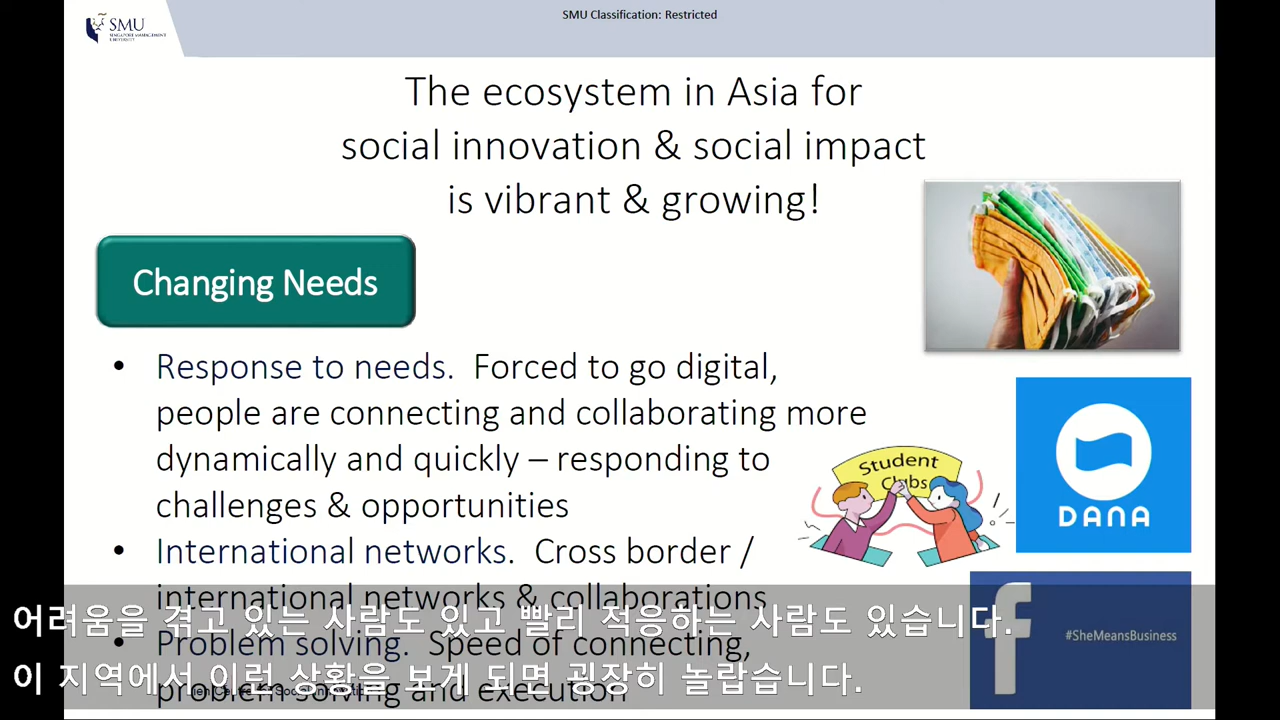 SMU Classification: Restricted
SMU
SINGAPORE MANAGEMENT
UNIVERSITY
The ecosystem in Asia for
social innovation & social impact
is vibrant & growing!
Changing Needs
• Response to needs. Forced to go digital,
people are connecting and collaborating more
dynamically and quickly – responding to
challenges & opportunities
Student
Clubs
DANA
• International networks. Cross border /
international networks & collaborations
• Problem solving. Speed of connecting,
problem solving and execution
f
#SheMeansBusiness
어려움을 겪고 있는 사람도 있고 빨리 적응하는 사람도 있습니다.
이 지역에서 이런 상황을 보게 되면 굉장히 놀랍습니다.